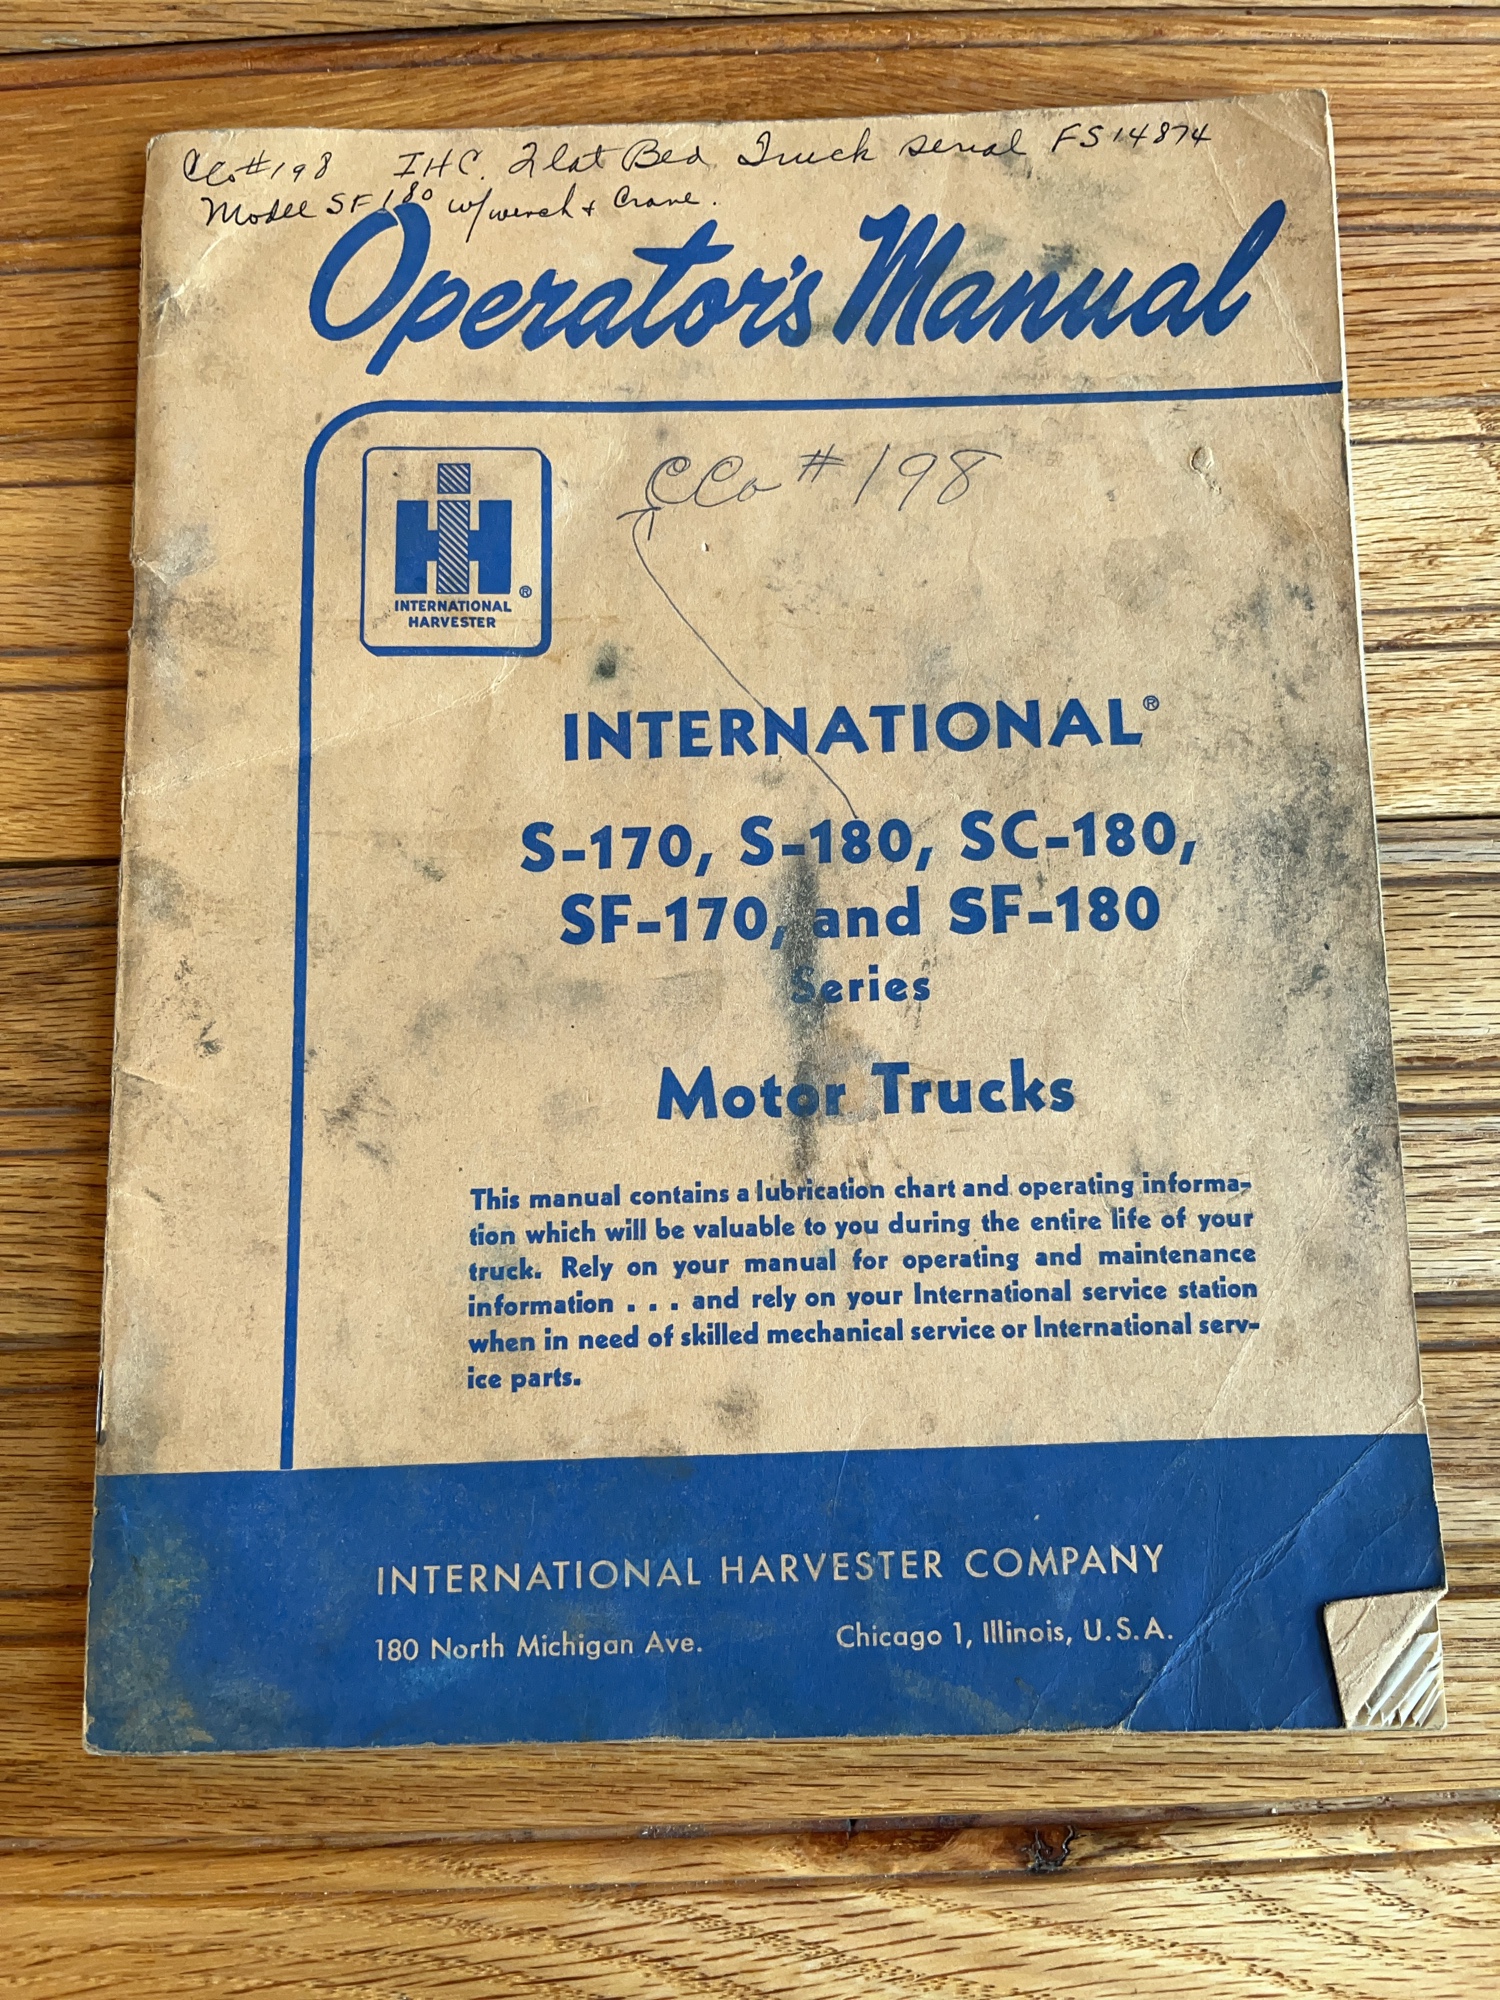 CCo #198 IHC. Flat Bed Truck serial FS14874
Model SF180 w/winch + Crane.
Operator's Manual
CCo #198
IH ®
INTERNATIONAL
HARVESTER
INTERNATIONAL®
S-170, S-180, SC-180,
SF-170, and SF-180
Series
Motor Trucks
This manual contains a lubrication chart and operating informa-
tion which will be valuable to you during the entire life of your
truck. Rely on your manual for operating and maintenance
information . . . and rely on your International service station
when in need of skilled mechanical service or International serv-
ice parts.
INTERNATIONAL HARVESTER COMPANY
180 North Michigan Ave. Chicago 1, Illinois, U.S.A.